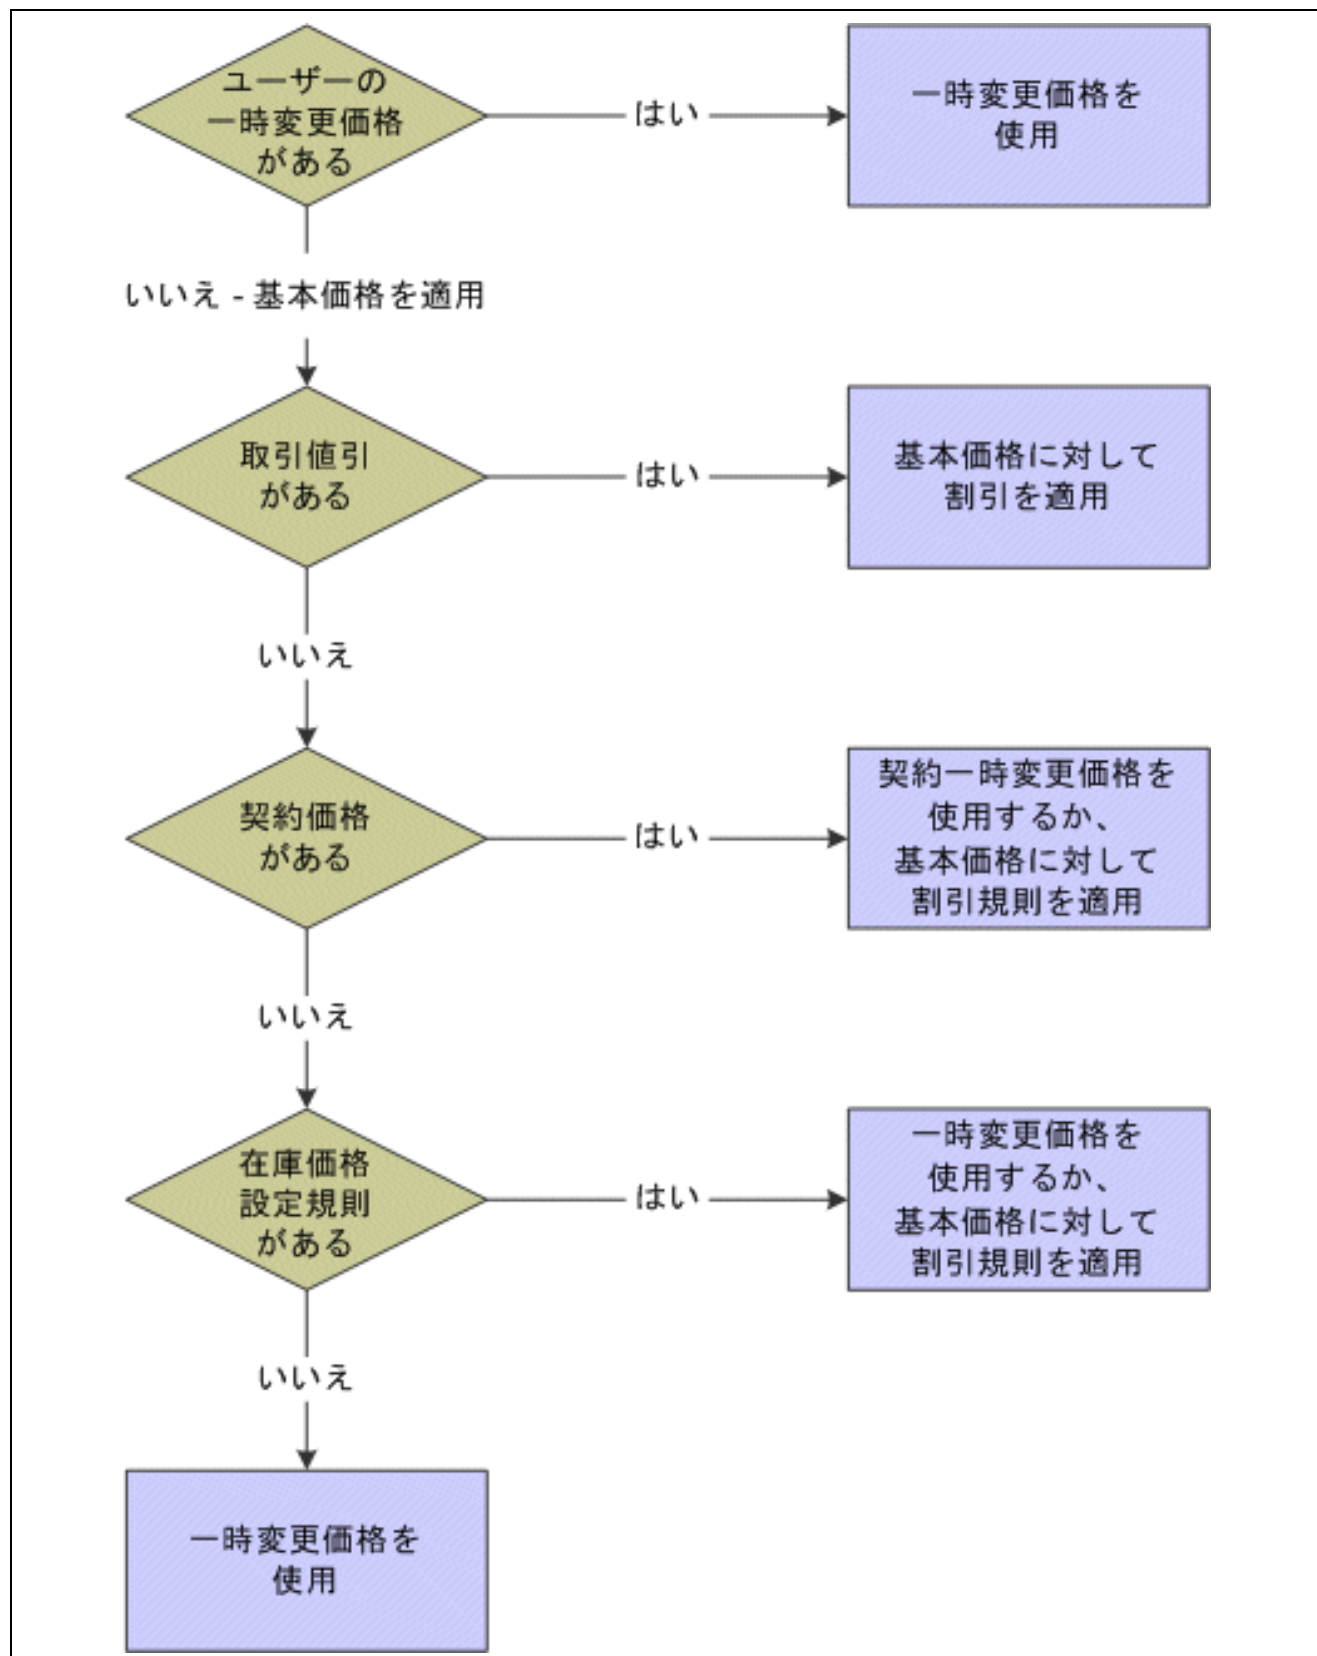 ユーザーの
一時変更価格
がある
はい
一時変更価格を
使用
いいえ - 基本価格を適用
取引値引
がある
はい
基本価格に対して
割引を適用
いいえ
契約価格
がある
はい
契約一時変更価格を
使用するか、
基本価格に対して
割引規則を適用
いいえ
在庫価格
設定規則
がある
はい
一時変更価格を
使用するか、
基本価格に対して
割引規則を適用
いいえ
一時変更価格を
使用